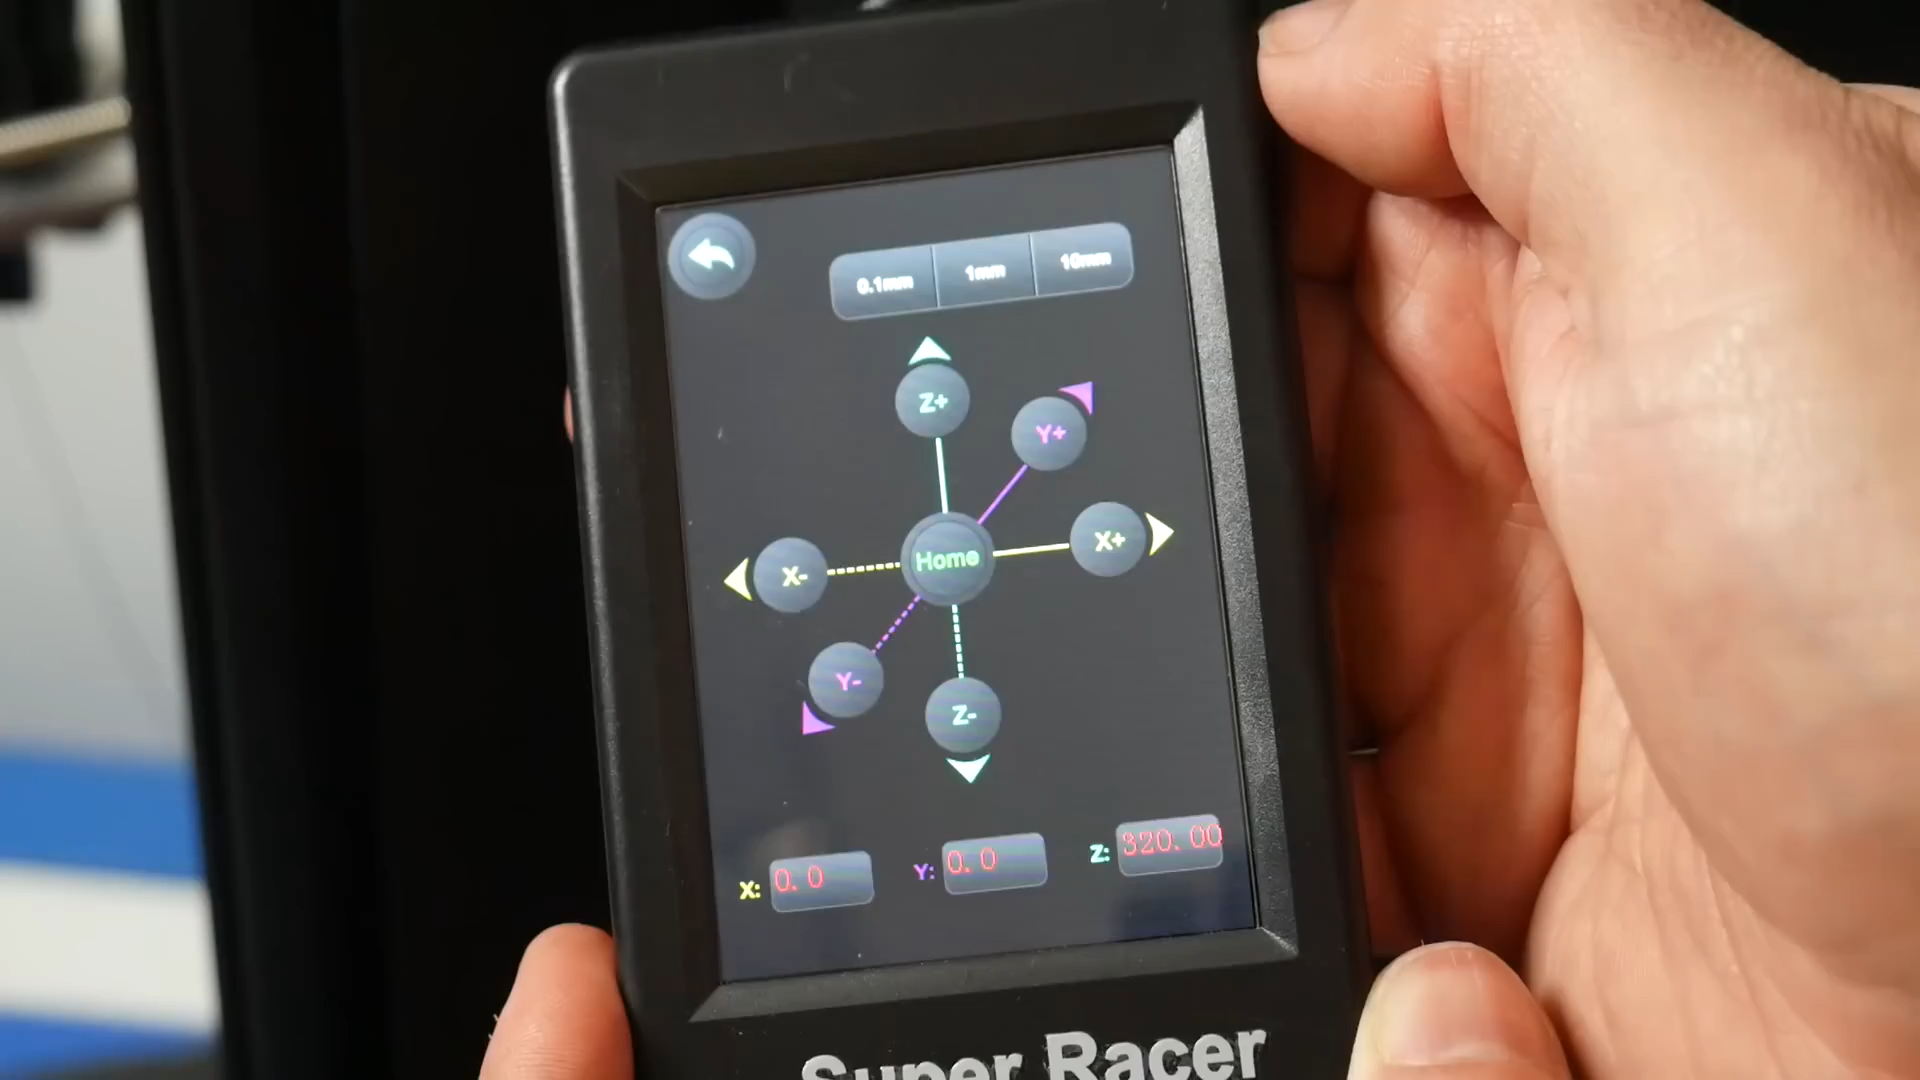 0.1mm 1mm 10mm
Z+
Y+
X+
Home
X-
Y-
Z-
X: 0.0 Y: 0.0 Z: 320.00
Super Racer